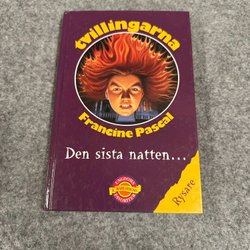 tvillingarna
Francine Pascal
Den sista natten...
Rysare